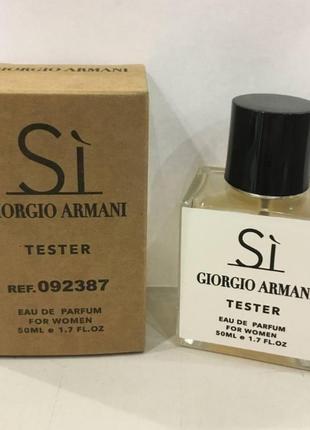 Sì
GIORGIO ARMANI
TESTER
REF.092387
EAU DE PARFUM
FOR WOMEN
50ML e 1.7 FL.OZ
Sì
GIORGIO ARMANI
TESTER
EAU DE PARFUM
FOR WOMEN
50ML e 1.7 FL.OZ